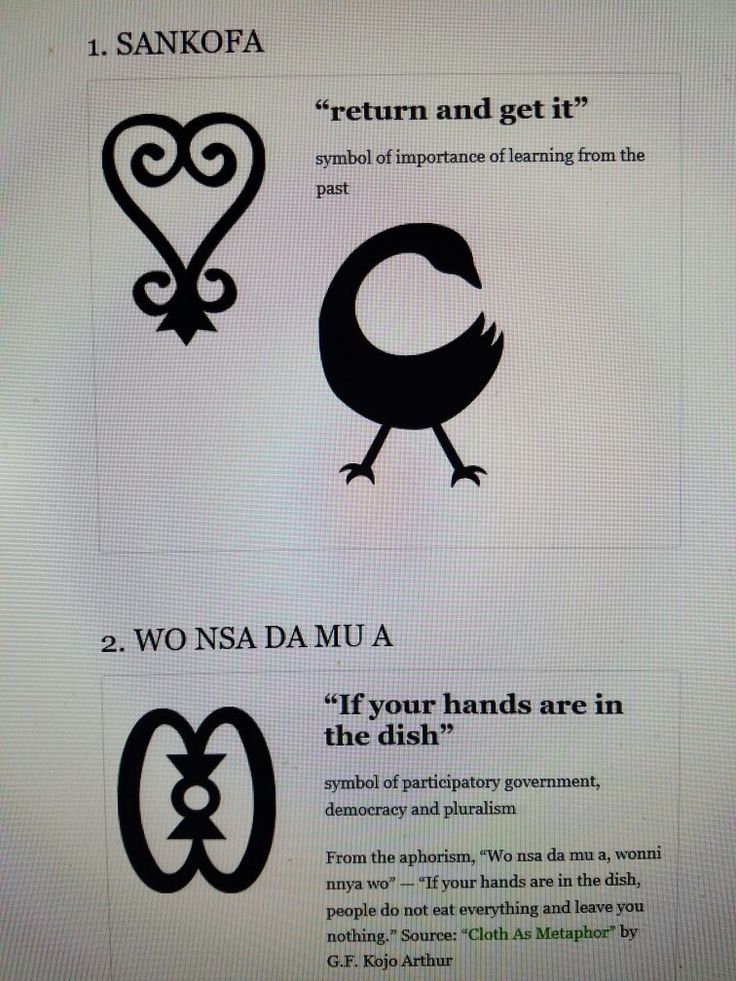 1. SANKOFA
“return and get it”
symbol of importance of learning from the
past
2. WO NSA DA MU A
“If your hands are in
the dish”
symbol of participatory government,
democracy and pluralism
From the aphorism, “Wo nsa da mu a, wonni
nnya wo” — “If your hands are in the dish,
people do not eat everything and leave you
nothing.” Source: “Cloth As Metaphor” by
G.F. Kojo Arthur